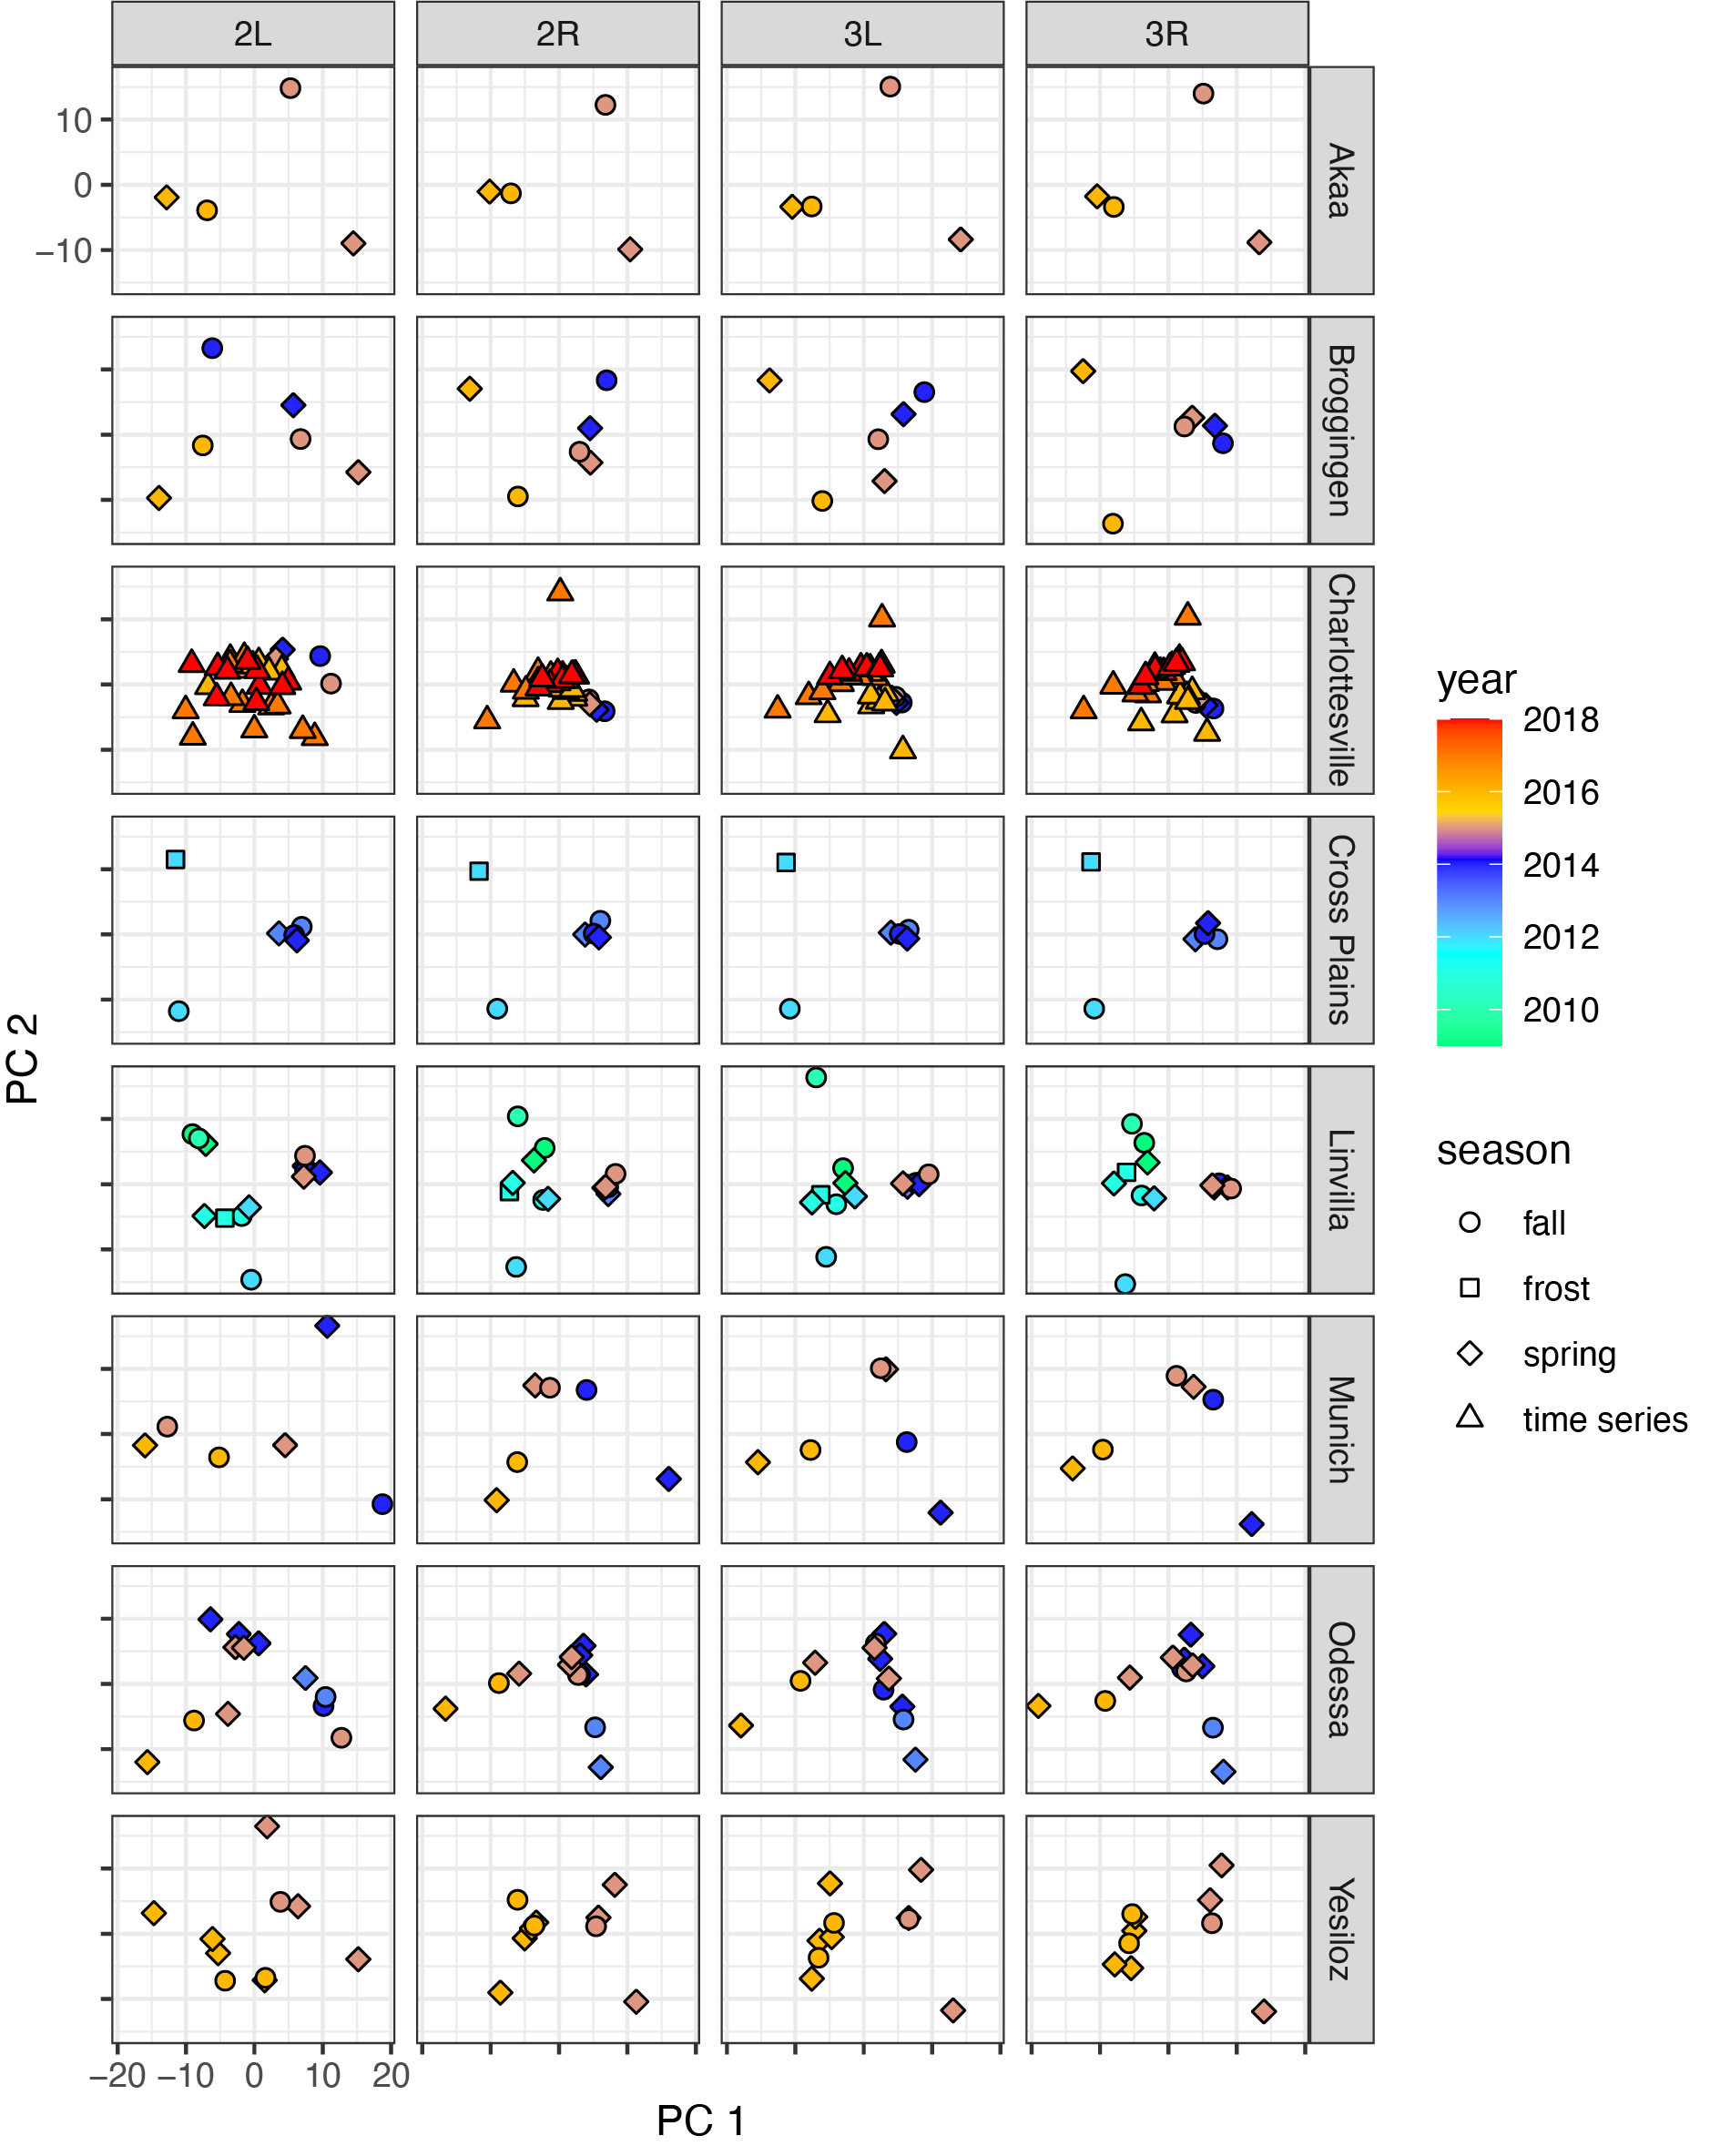 2L 2R 3L 3R
10
0
−10
Akaa
Broggingen
Charlottesville
Cross Plains
Linvilla
Munich
Odessa
Yesiloz
−20 −10 0 10 20
PC 1
PC 2
year
2018
2016
2014
2012
2010
season
fall
frost
spring
time series